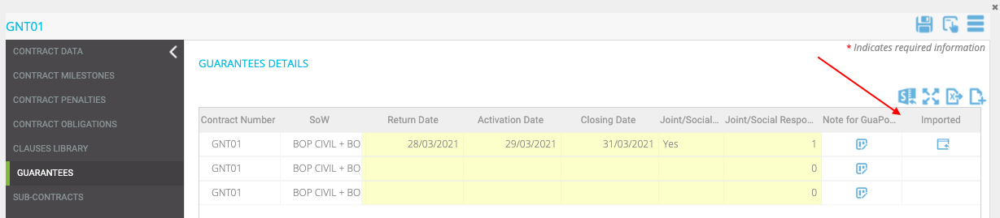 GNT01
* Indicates required information
CONTRACT DATA
CONTRACT MILESTONES
CONTRACT PENALTIES
CONTRACT OBLIGATIONS
CLAUSES LIBRARY
GUARANTEES
SUB-CONTRACTS
GUARANTEES DETAILS
Contract Number SoW Return Date Activation Date Closing Date Joint/Social... Joint/Social Respo... Note for GuaPo... Imported
GNT01 BOP CIVIL + BO 28/03/2021 29/03/2021 31/03/2021 Yes 1
GNT01 BOP CIVIL + BO 0
GNT01 BOP CIVIL + BO 0